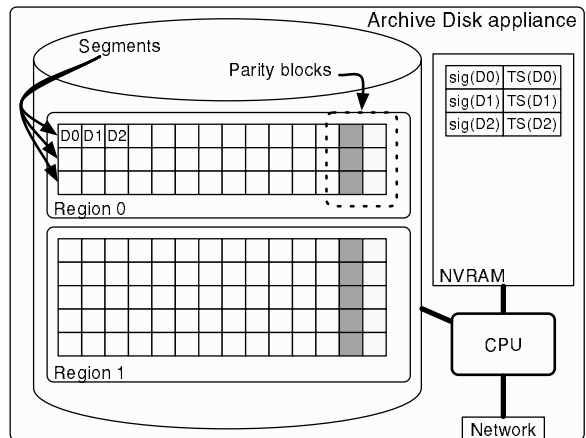 Archive Disk appliance
Segments
Parity blocks
D0 D1 D2
Region 0
Region 1
sig(D0) TS(D0)
sig(D1) TS(D1)
sig(D2) TS(D2)
NVRAM
CPU
Network